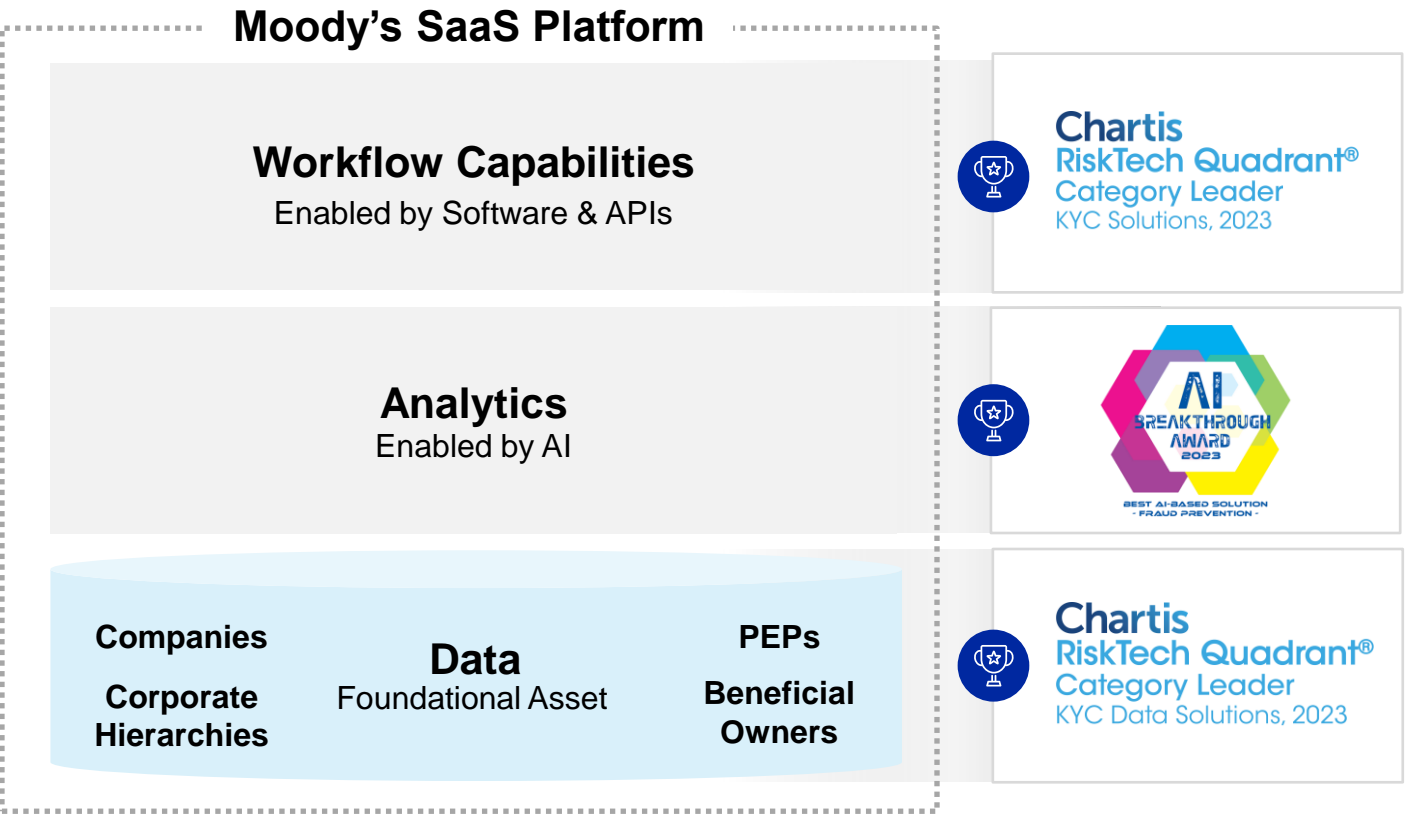 Moody’s SaaS Platform
Workflow Capabilities
Enabled by Software & APIs
Chartis
RiskTech Quadrant®
Category Leader
KYC Solutions, 2023
Analytics
Enabled by AI
AI
BREAKTHROUGH
AWARD
2023
BEST AI-BASED SOLUTION
- FRAUD PREVENTION -
Companies
Corporate
Hierarchies
Data
Foundational Asset
PEPs
Beneficial
Owners
Chartis
RiskTech Quadrant®
Category Leader
KYC Data Solutions, 2023